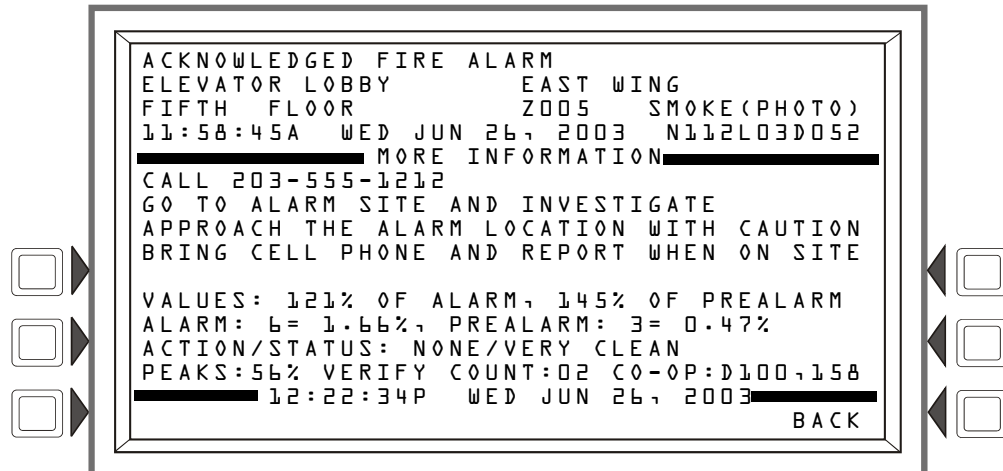 ACKNOWLEDGED FIRE ALARM
ELEVATOR LOBBY EAST WING
FIFTH FLOOR Z005 SMOKE(PHOTO)
11:58:45A WED JUN 26, 2003 N112L03D052
MORE INFORMATION
CALL 203-555-1212
GO TO ALARM SITE AND INVESTIGATE
APPROACH THE ALARM LOCATION WITH CAUTION
BRING CELL PHONE AND REPORT WHEN ON SITE
VALUES: 121% OF ALARM, 145% OF PREALARM
ALARM: 6= 1.66%, PREALARM: 3= 0.47%
ACTION/STATUS: NONE/VERY CLEAN
PEAKS:56% VERIFY COUNT:02 CO-OP:D100,158
12:22:34P WED JUN 26, 2003
BACK